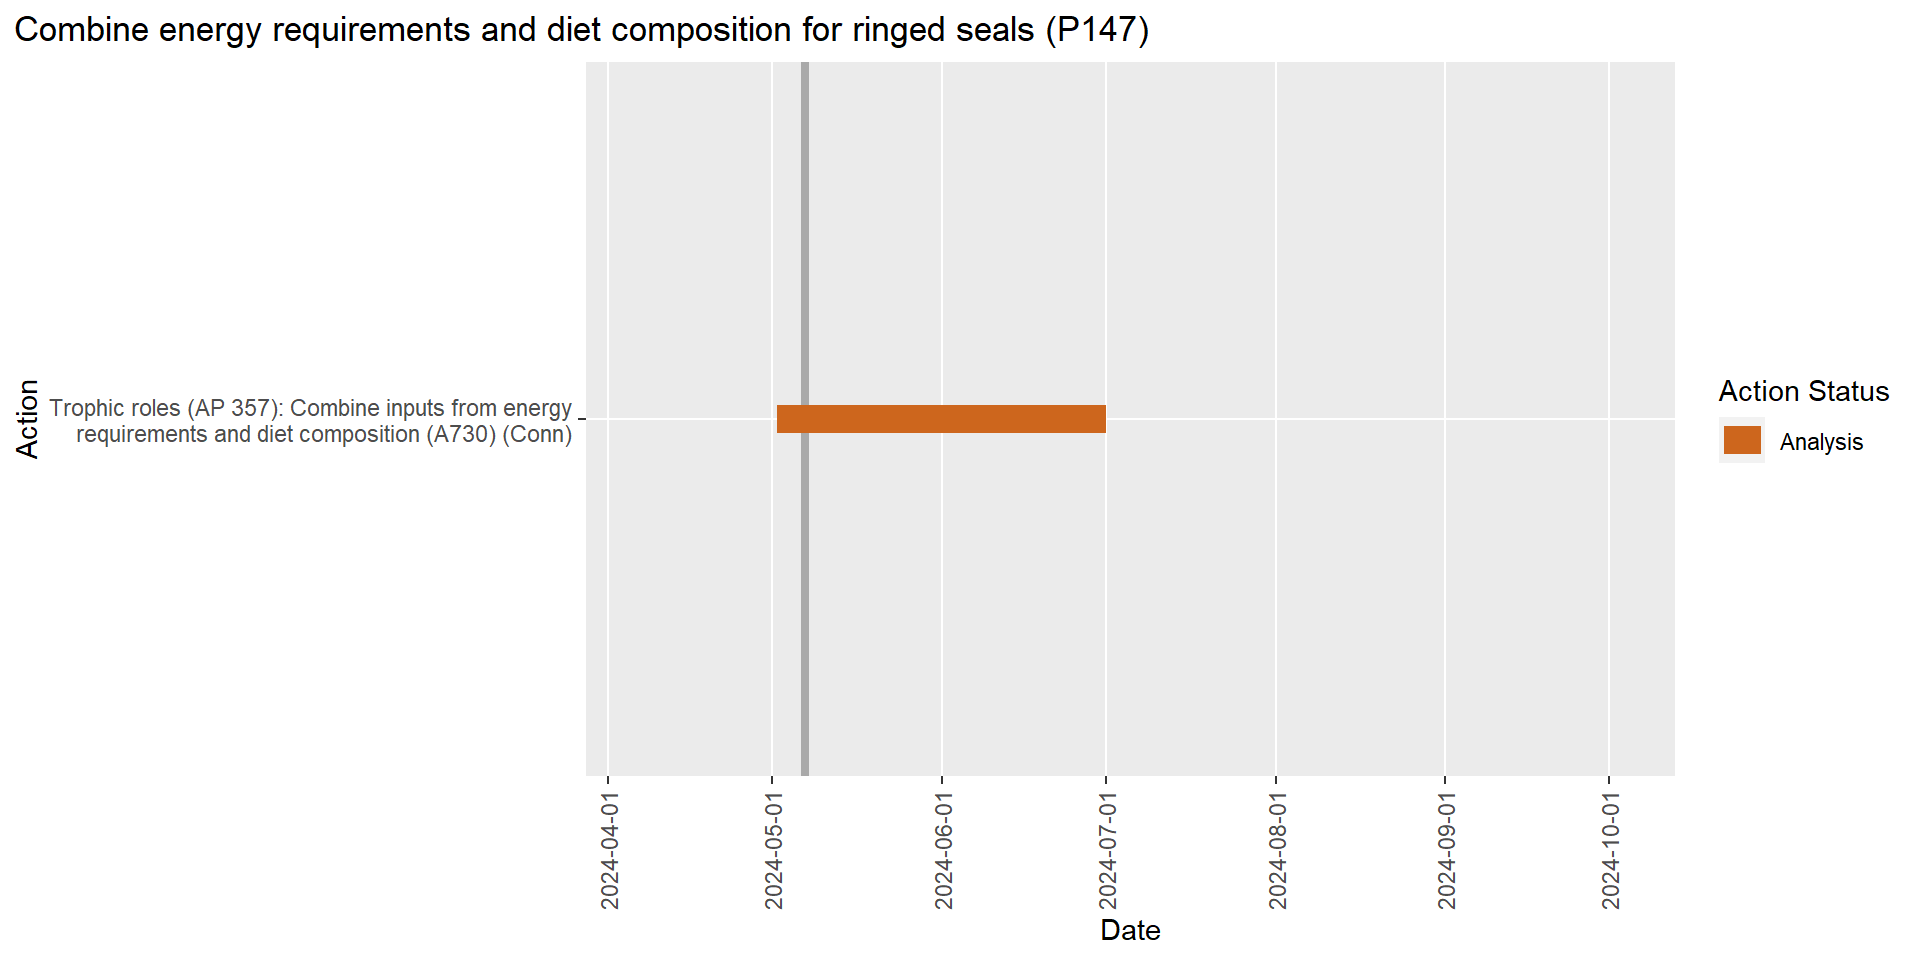 Combine energy requirements and diet composition for ringed seals (P147)
Action
Trophic roles (AP 357): Combine inputs from energy
requirements and diet composition (A730) (Conn)
Action Status
Analysis
2024-04-01
2024-05-01
2024-06-01
2024-07-01
2024-08-01
2024-09-01
2024-10-01
Date